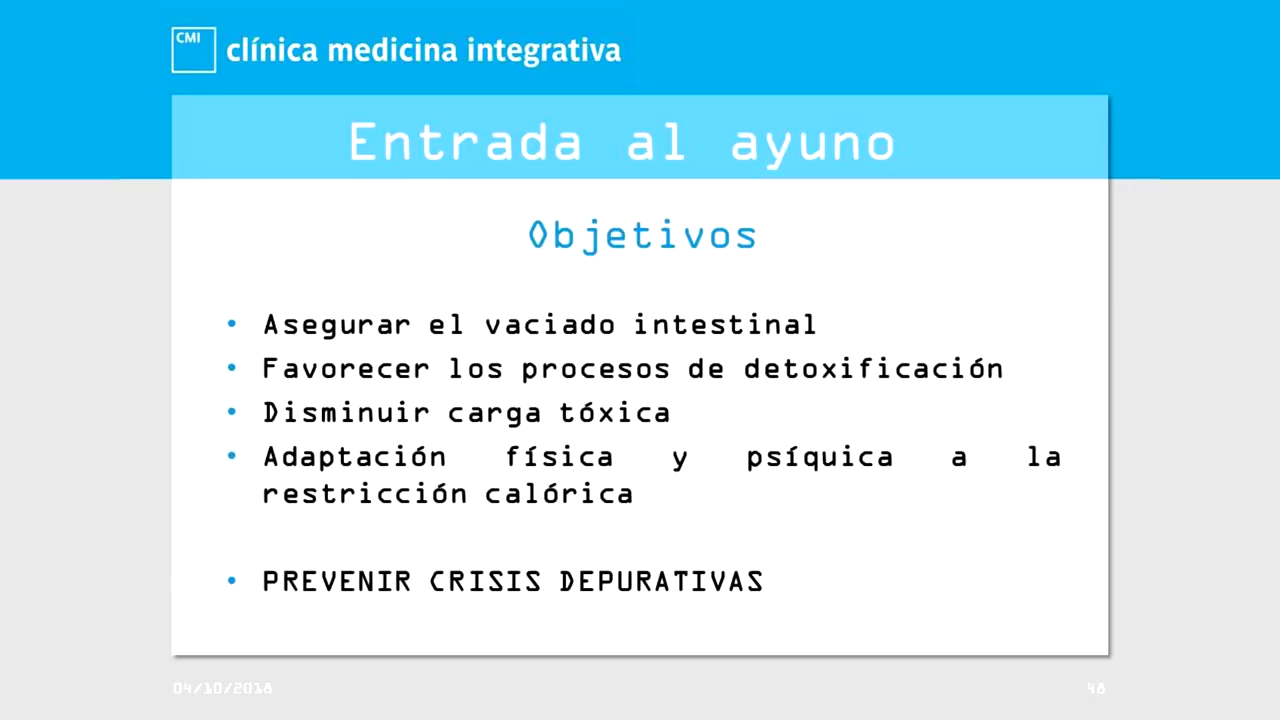 CMI
clínica medicina integrativa
Entrada al ayuno
Objetivos
• Asegurar el vaciado intestinal
• Favorecer los procesos de detoxificación
• Disminuir carga tóxica
• Adaptación física y psíquica a la
restricción calórica
• PREVENIR CRISIS DEPURATIVAS
04/10/2018
48